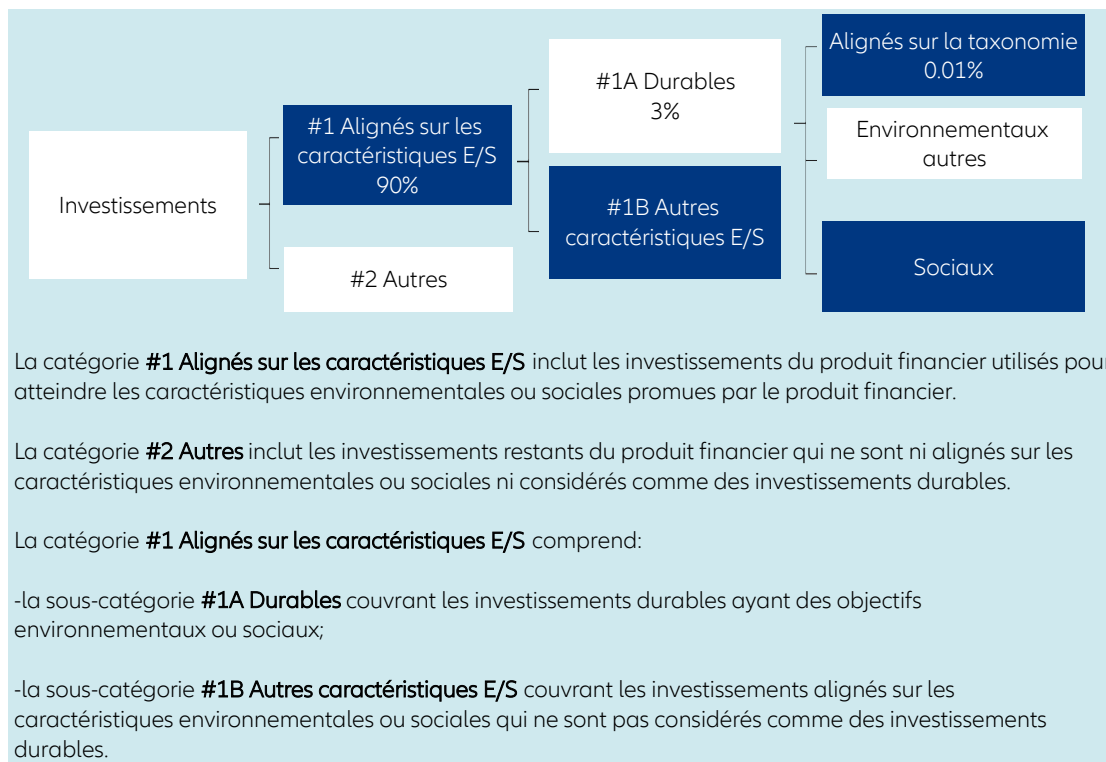 Investissements
#1 Alignés sur les
caractéristiques E/S
90%
#2 Autres
#1A Durables
3%
#1B Autres
caractéristiques E/S
Alignés sur la taxonomie
0.01%
Environnementaux
autres
Sociaux
La catégorie #1 Alignés sur les caractéristiques E/S inclut les investissements du produit financier utilisés pour
atteindre les caractéristiques environnementales ou sociales promues par le produit financier.
La catégorie #2 Autres inclut les investissements restants du produit financier qui ne sont ni alignés sur les
caractéristiques environnementales ou sociales ni considérés comme des investissements durables.
La catégorie #1 Alignés sur les caractéristiques E/S comprend:
-la sous-catégorie #1A Durables couvrant les investissements durables ayant des objectifs
environnementaux ou sociaux;
-la sous-catégorie #1B Autres caractéristiques E/S couvrant les investissements alignés sur les
caractéristiques environnementales ou sociales qui ne sont pas considérés comme des investissements
durables.